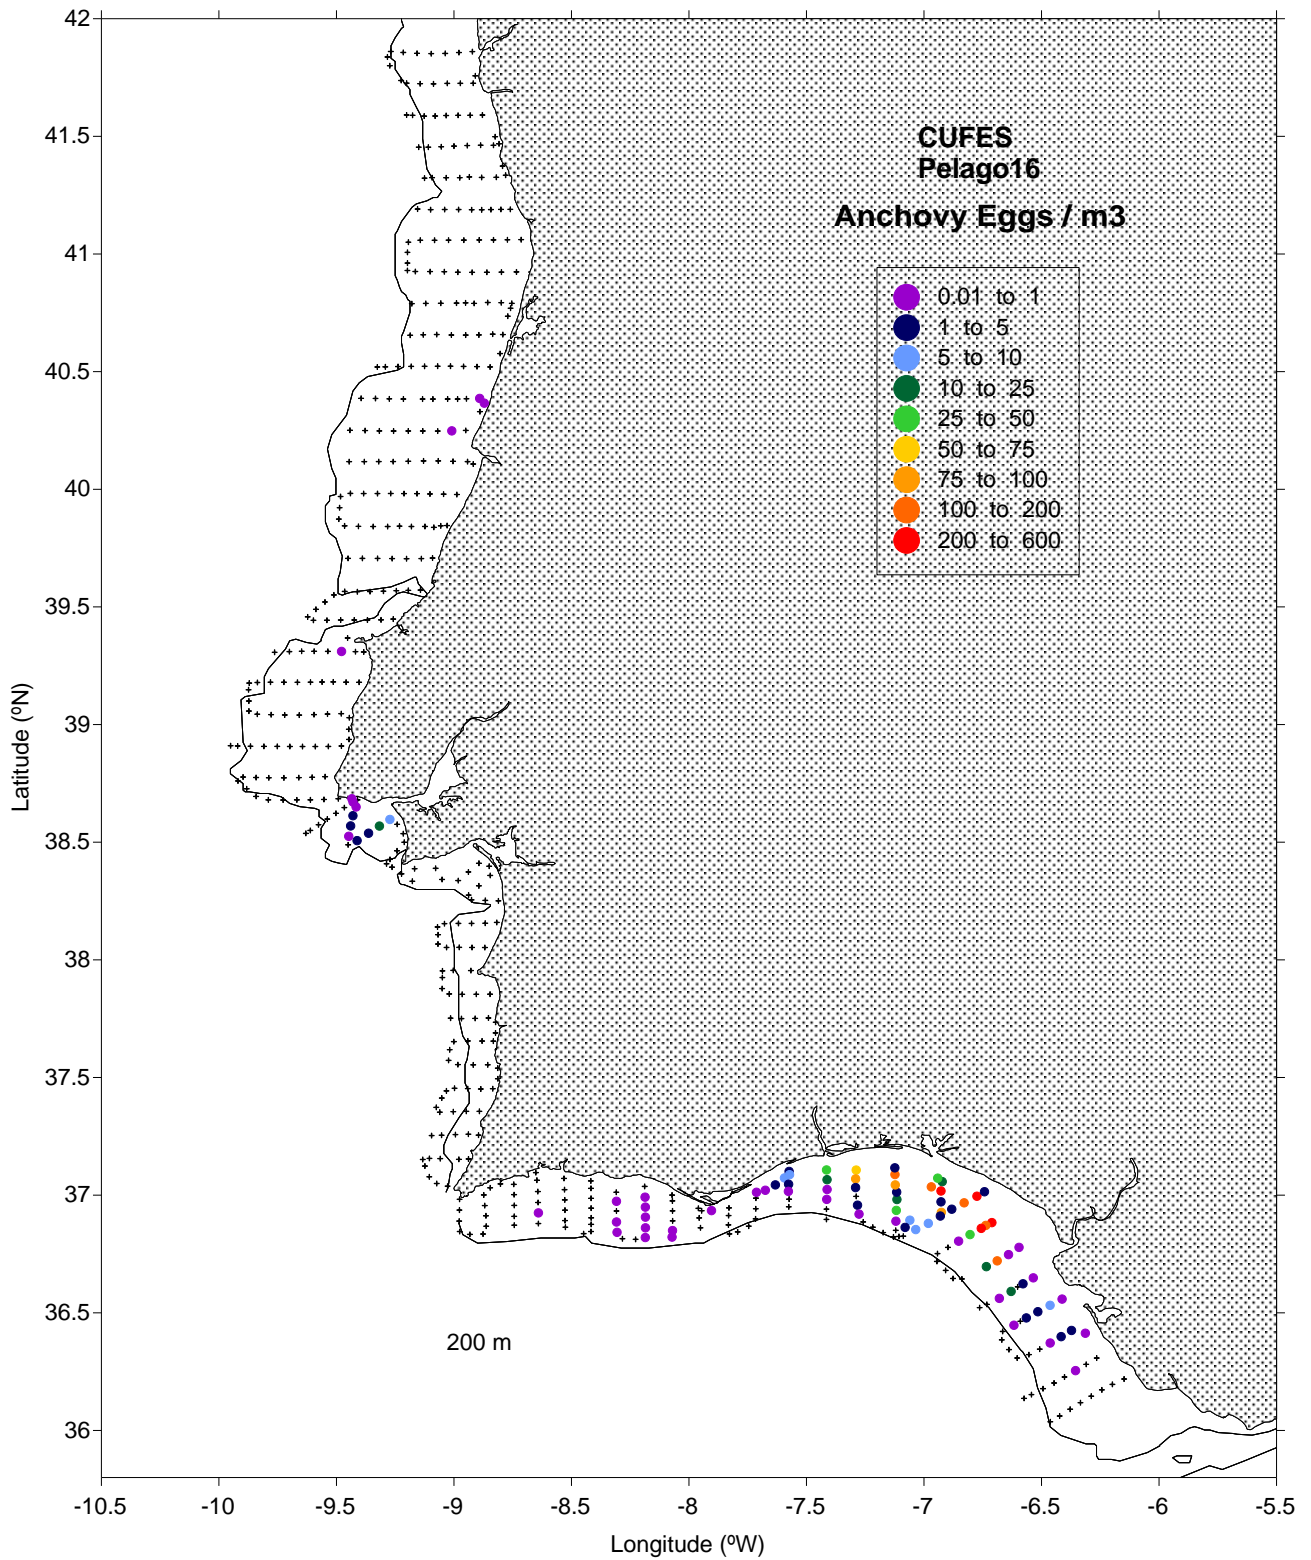 CUFES
Pelago16
Anchovy Eggs / m3
0.01 to 1
1 to 5
5 to 10
10 to 25
25 to 50
50 to 75
75 to 100
100 to 200
200 to 600
42
41.5
41
40.5
40
39.5
39
38.5
38
37.5
37
36.5
36
Latitude (ºN)
200 m
-10.5 -10 -9.5 -9 -8.5 -8 -7.5 -7 -6.5 -6 -5.5
Longitude (ºW)